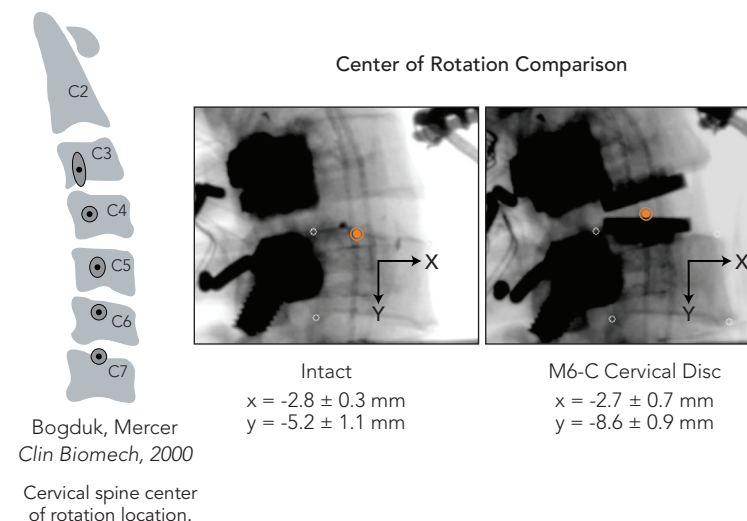 Center of Rotation Comparison
C2
C3
C4
C5
C6
C7
Bogduk, Mercer
Clin Biomech, 2000
Cervical spine center
of rotation location.
X
Y
Intact
x = -2.8 ± 0.3 mm
y = -5.2 ± 1.1 mm
X
Y
M6-C Cervical Disc
x = -2.7 ± 0.7 mm
y = -8.6 ± 0.9 mm